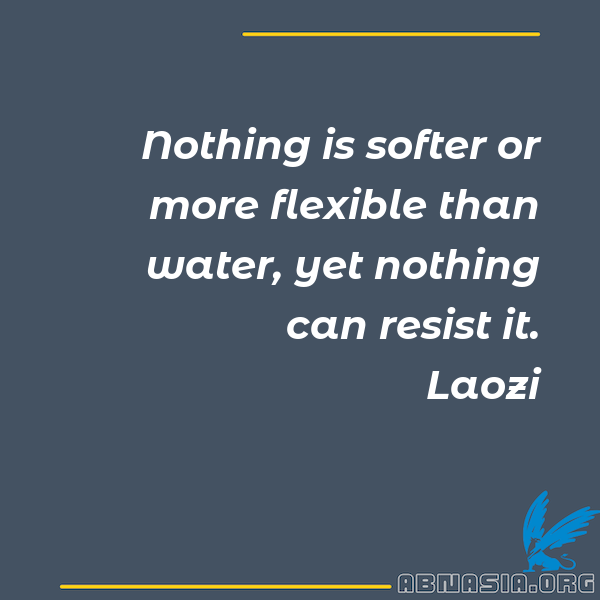 Nothing is softer or
more flexible than
water, yet nothing
can resist it.
Laozi
ABNASIA.ORG